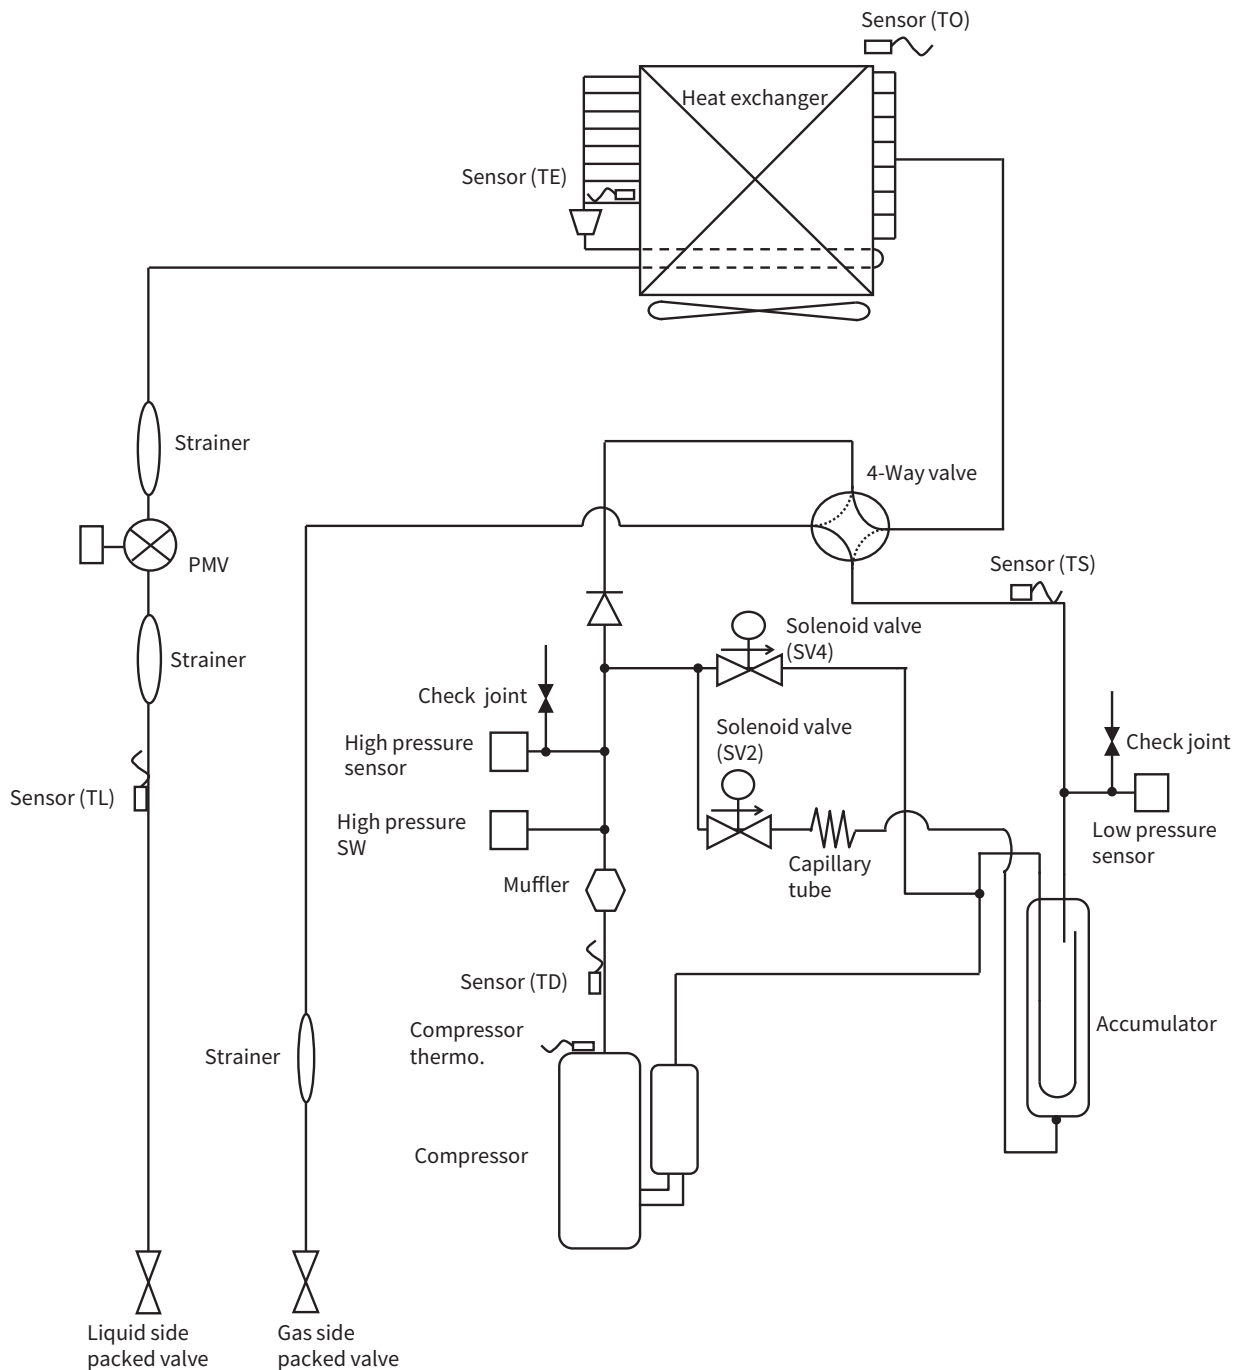 Sensor (TO)
Heat exchanger
Sensor (TE)
Strainer
4-Way valve
PMV
Sensor (TS)
Solenoid valve
(SV4)
Strainer
Check joint
Solenoid valve
(SV2)
High pressure
sensor
Check joint
Sensor (TL)
High pressure
SW
Low pressure
sensor
Capillary
tube
Muffler
Sensor (TD)
Accumulator
Compressor
thermo.
Strainer
Compressor
Liquid side
packed valve
Gas side
packed valve